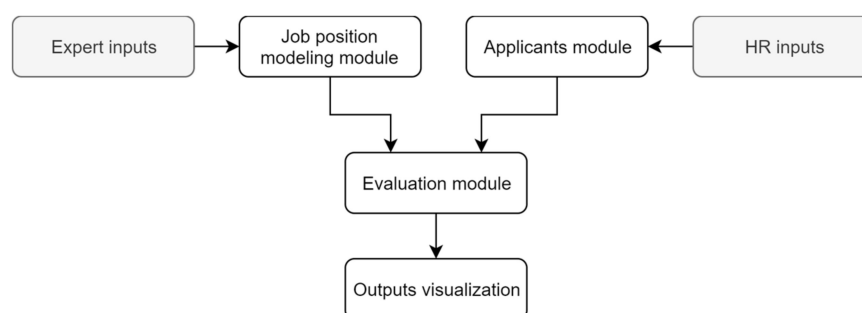 Expert inputs
Job position
modeling module
Applicants module
HR inputs
Evaluation module
Outputs visualization